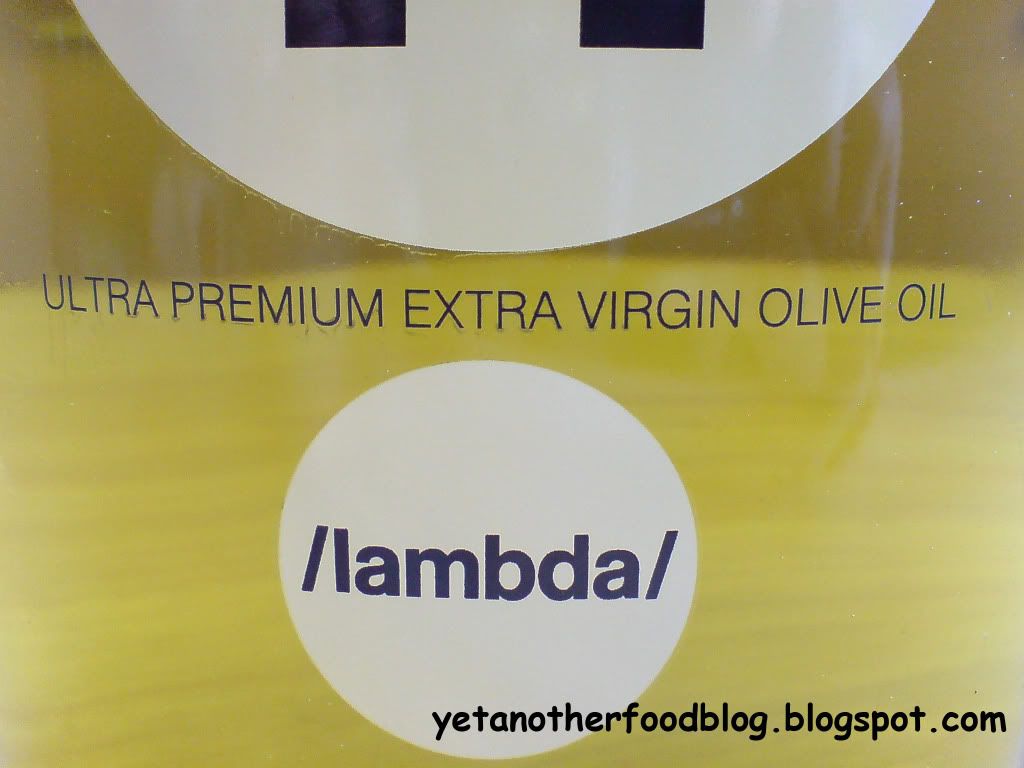 ULTRA PREMIUM EXTRA VIRGIN OLIVE OIL
/lambda/
yetanotherfoodblog.blogspot.com